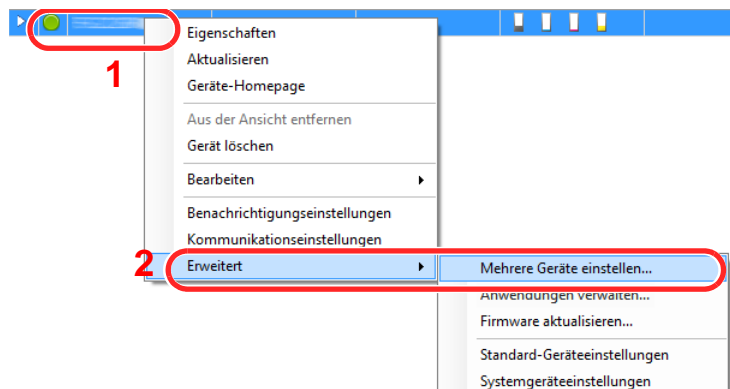 1
Eigenschaften
Aktualisieren
Geräte-Homepage
Aus der Ansicht entfernen
Gerät löschen
Bearbeiten
Benachrichtigungseinstellungen
Kommunikationseinstellungen
2
Erweitert
Mehrere Geräte einstellen...
Anwendungen verwalten...
Firmware aktualisieren...
Standard-Geräteeinstellungen
Systemgeräteeinstellungen